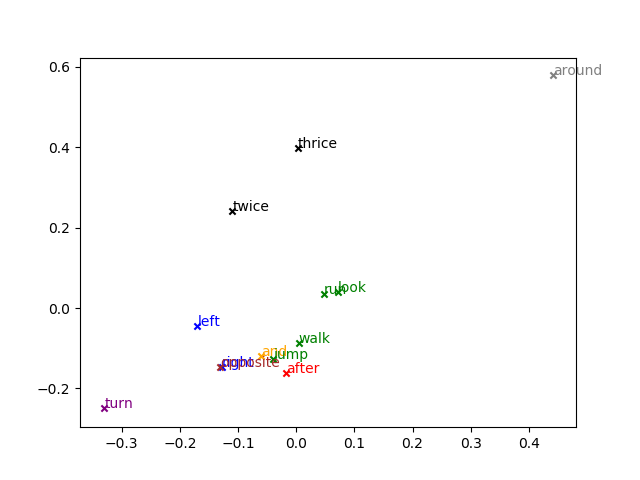 0.6
around
0.4
thrice
0.2
twice
run
look
0.0
left
walk
and
jump
right
opposite
after
−0.2
turn
−0.3
−0.2
−0.1
0.0
0.1
0.2
0.3
0.4